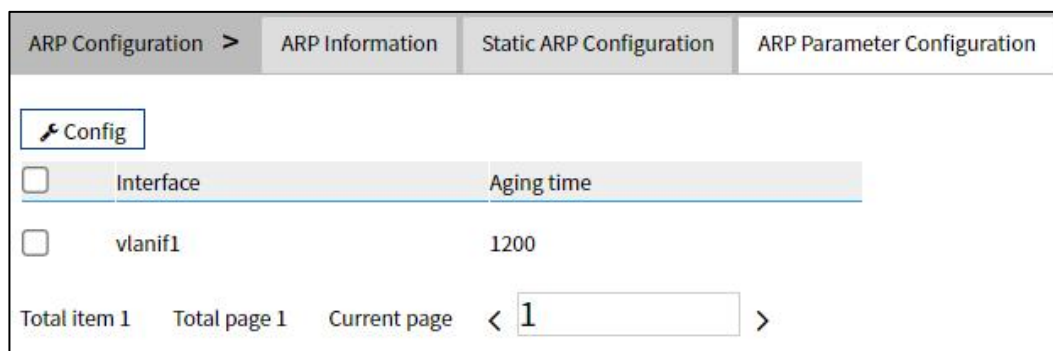 ARP Configuration > ARP Information Static ARP Configuration ARP Parameter Configuration
Config
Interface Aging time
vlanif1 1200
Total item 1 Total page 1 Current page < 1 >